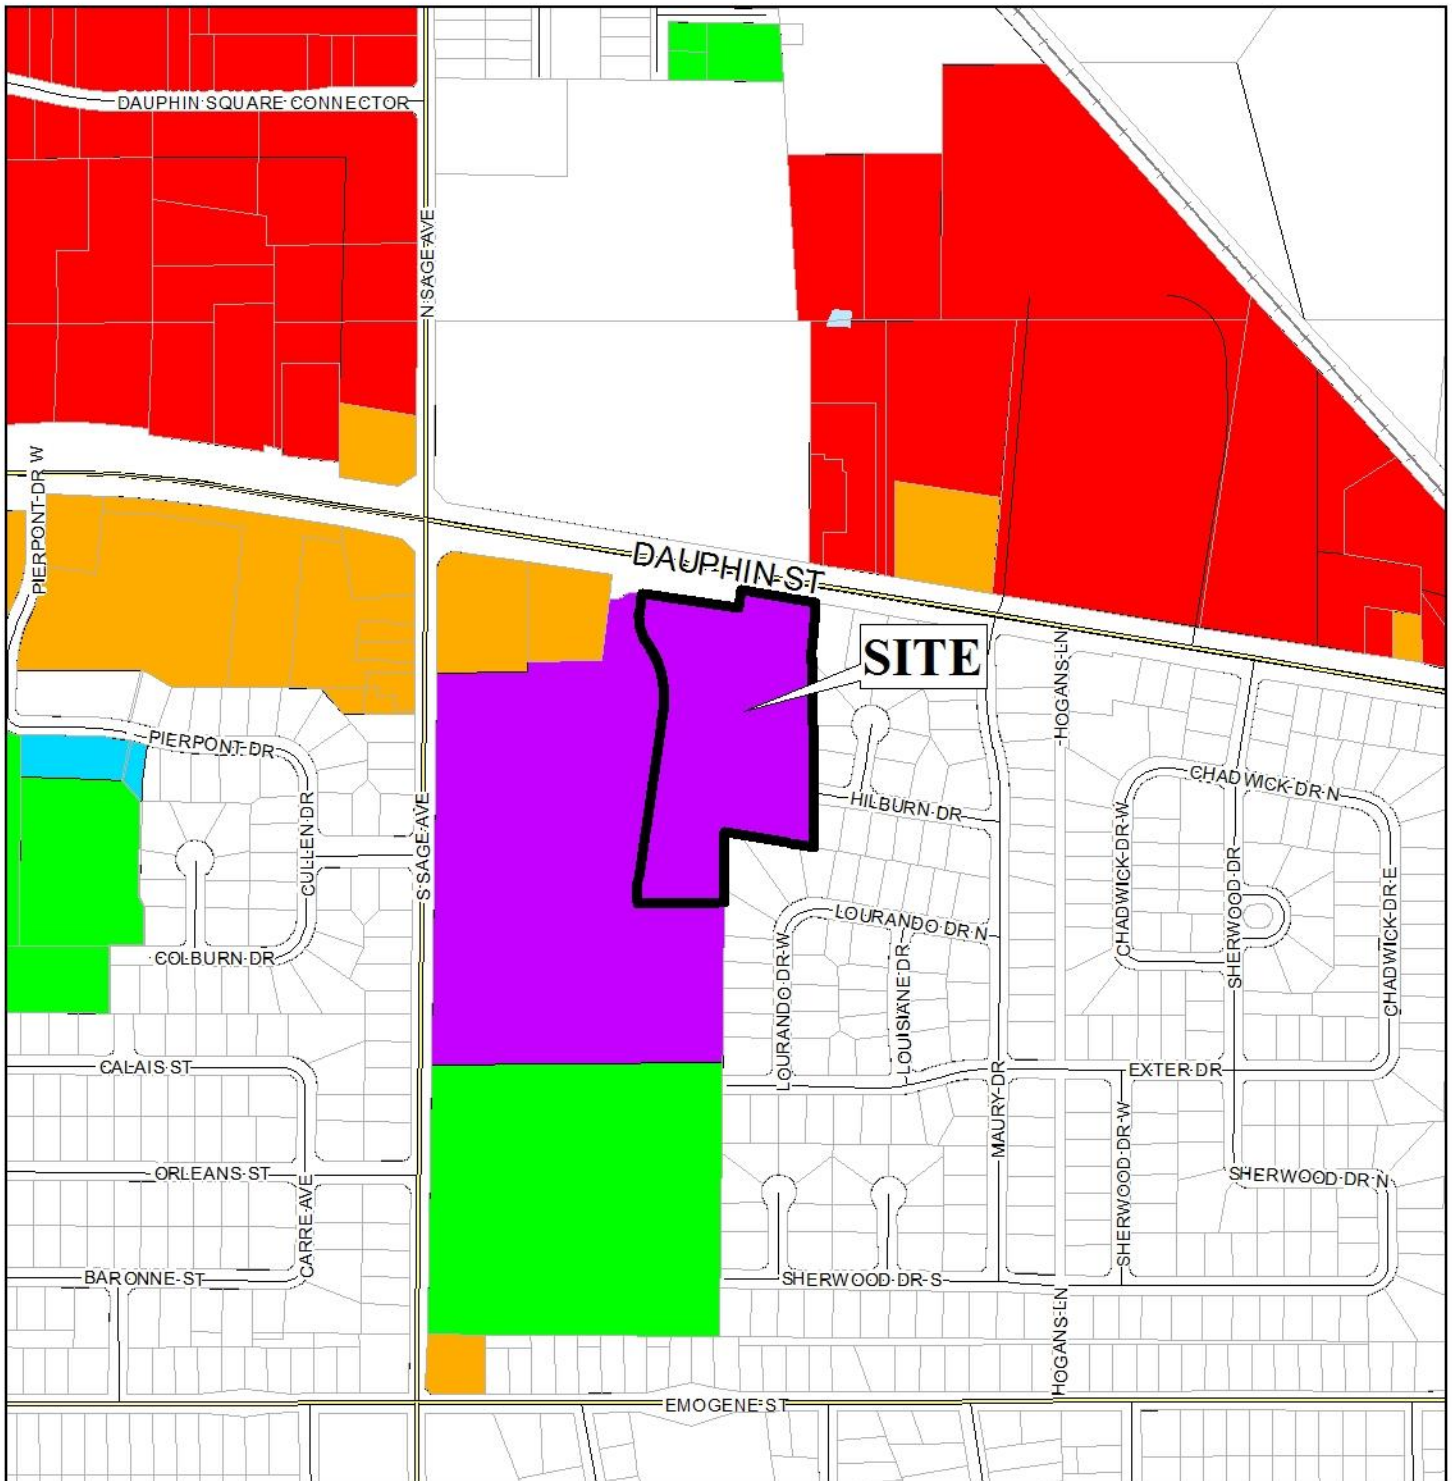 DAUPHIN SQUARE CONNECTOR
N SAGE AVE
PIERPONT DR W
DAUPHIN ST
SITE
HOGANS LN
PIERPONT DR
CHADWICK DR N
HILBURN DR
CULLEN DR
S SAGE AVE
CHADWICK DR W
SHERWOOD DR
CHADWICK DR E
LOURANDO DR N
LOURANDO DR W
LOUISIANE DR
COLBURN DR
CALAIS ST
EXTER DR
MAURY DR
SHERWOOD DR W
ORLEANS ST
SHERWOOD DR N
CARRE AVE
BARONNE ST
SHERWOOD DR S
HOGANS LN
EMOGENE ST